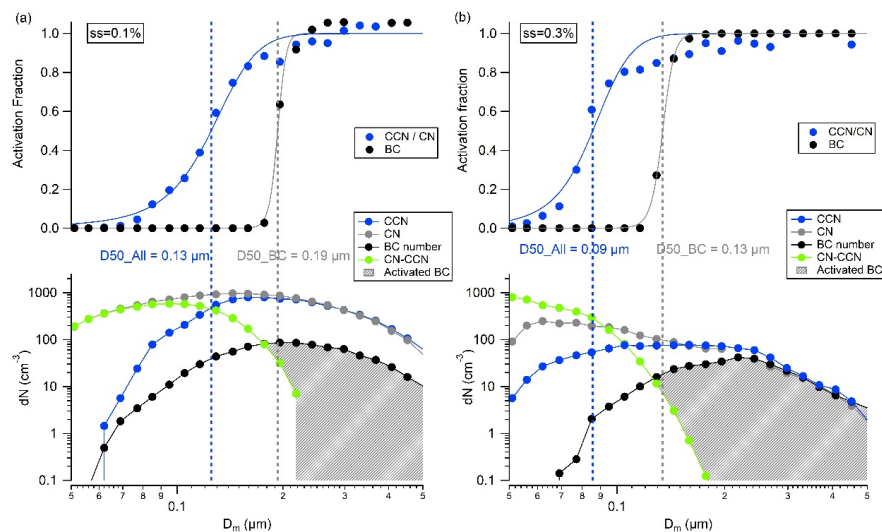 (a)
ss=0.1%
1.0
0.8
0.6
0.4
0.2
0.0
Activation Fraction
CCN / CN
BC
CCN
CN
BC number
CN-CCN
Activated BC
D50_All = 0.13 μm
D50_BC = 0.19 μm
1000
100
10
1
0.1
dN (cm-3)
5 6 7 8 9 0.1 2 3 4 5
Dm (μm)
(b)
ss=0.3%
1.0
0.8
0.6
0.4
0.2
0.0
Activation fraction
CCN/CN
BC
CCN
CN
BC number
CN-CCN
Activated BC
D50_All = 0.09 μm
D50_BC = 0.13 μm
1000
100
10
1
0.1
dN (cm-3)
5 6 7 8 9 0.1 2 3 4 5
Dm (μm)